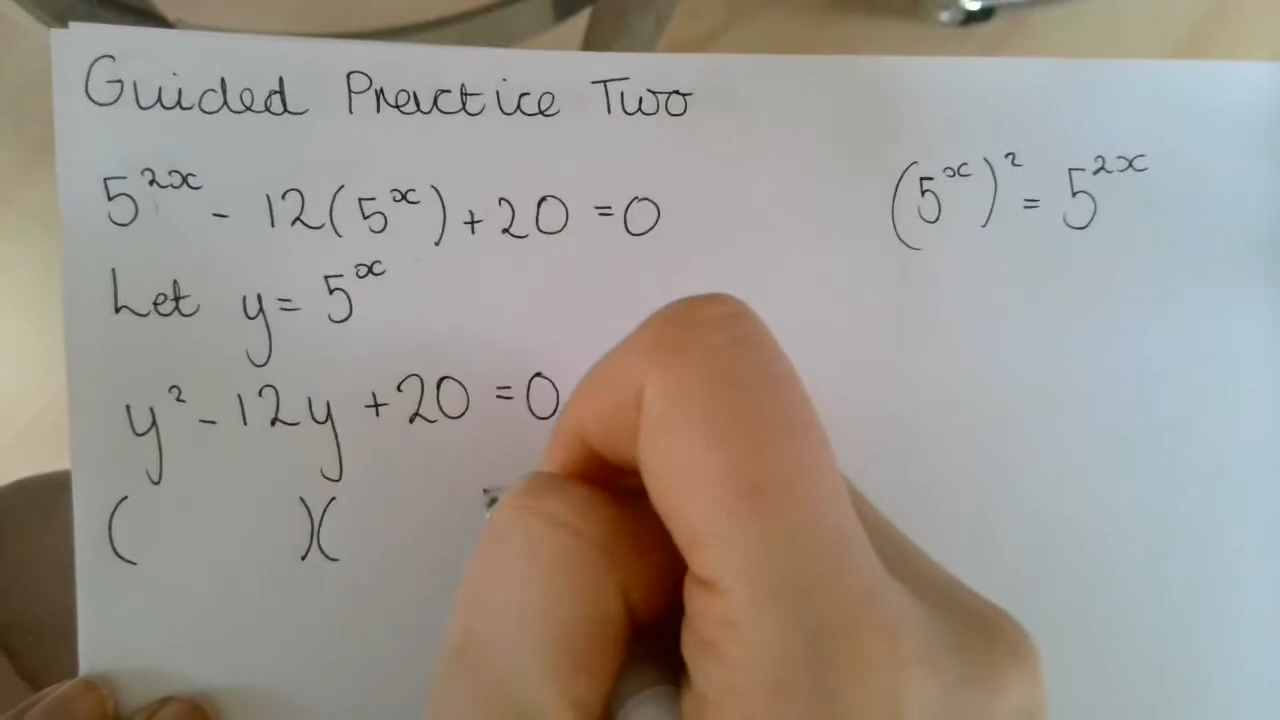 Guided Practice Two
5^{2x} - 12(5^x) + 20 = 0
(5^x)^2 = 5^{2x}
Let y = 5^x
y^2 - 12y + 20 = 0
( )(